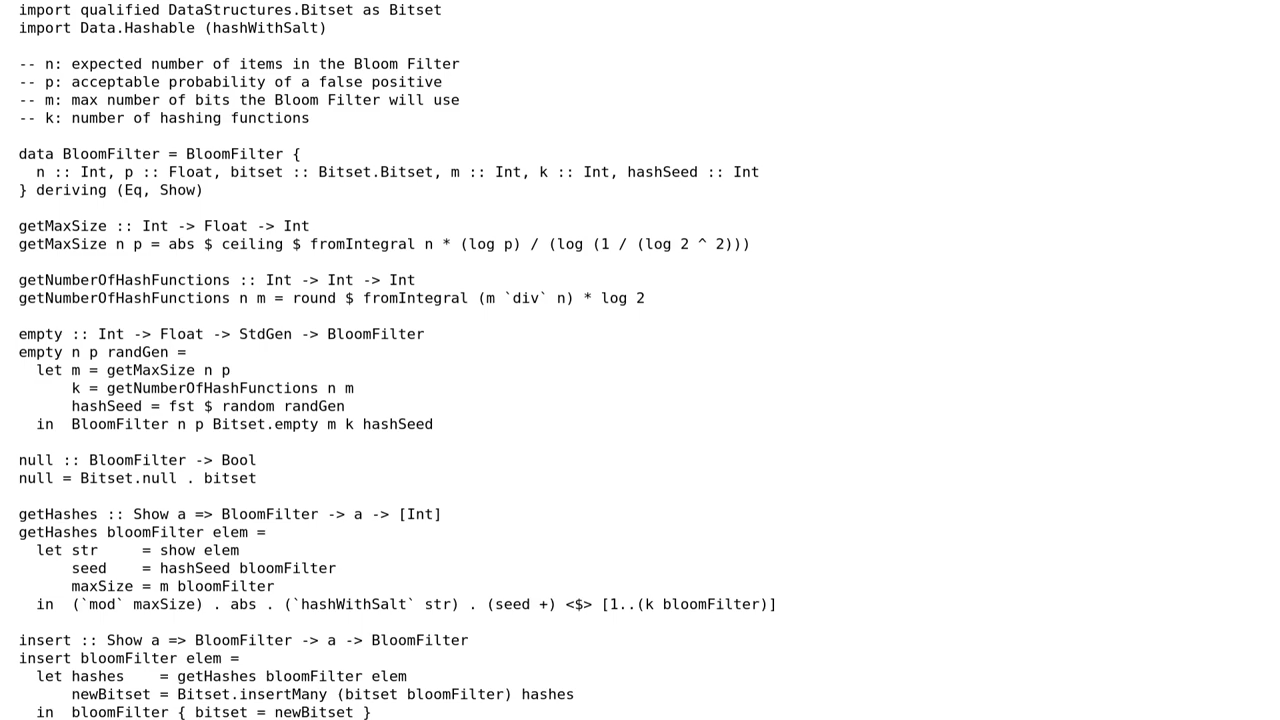 import qualified DataStructures.Bitset as Bitset
import Data.Hashable (hashWithSalt)

-- n: expected number of items in the Bloom Filter
-- p: acceptable probability of a false positive
-- m: max number of bits the Bloom Filter will use
-- k: number of hashing functions

data BloomFilter = BloomFilter {
  n :: Int, p :: Float, bitset :: Bitset.Bitset, m :: Int, k :: Int, hashSeed :: Int
} deriving (Eq, Show)

getMaxSize :: Int -> Float -> Int
getMaxSize n p = abs $ ceiling $ fromIntegral n * (log p) / (log (1 / (log 2 ^ 2)))

getNumberOfHashFunctions :: Int -> Int -> Int
getNumberOfHashFunctions n m = round $ fromIntegral (m `div` n) * log 2

empty :: Int -> Float -> StdGen -> BloomFilter
empty n p randGen =
  let m = getMaxSize n p
      k = getNumberOfHashFunctions n m
      hashSeed = fst $ random randGen
  in  BloomFilter n p Bitset.empty m k hashSeed

null :: BloomFilter -> Bool
null = Bitset.null . bitset

getHashes :: Show a => BloomFilter -> a -> [Int]
getHashes bloomFilter elem =
  let str     = show elem
      seed    = hashSeed bloomFilter
      maxSize = m bloomFilter
  in  (`mod` maxSize) . abs . (`hashWithSalt` str) . (seed +) <$> [1..(k bloomFilter)]

insert :: Show a => BloomFilter -> a -> BloomFilter
insert bloomFilter elem =
  let hashes    = getHashes bloomFilter elem
      newBitset = Bitset.insertMany (bitset bloomFilter) hashes
  in  bloomFilter { bitset = newBitset }